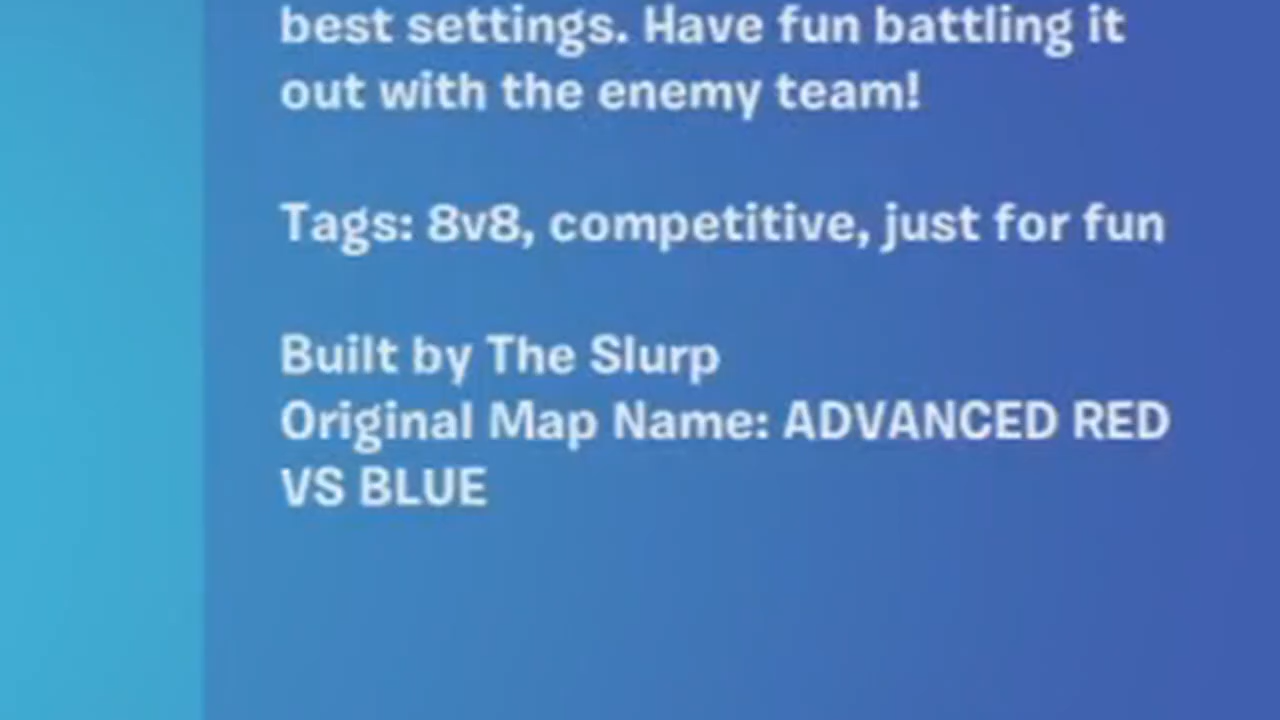 best settings. Have fun battling it
out with the enemy team!
Tags: 8v8, competitive, just for fun
Built by The Slurp
Original Map Name: ADVANCED RED
VS BLUE